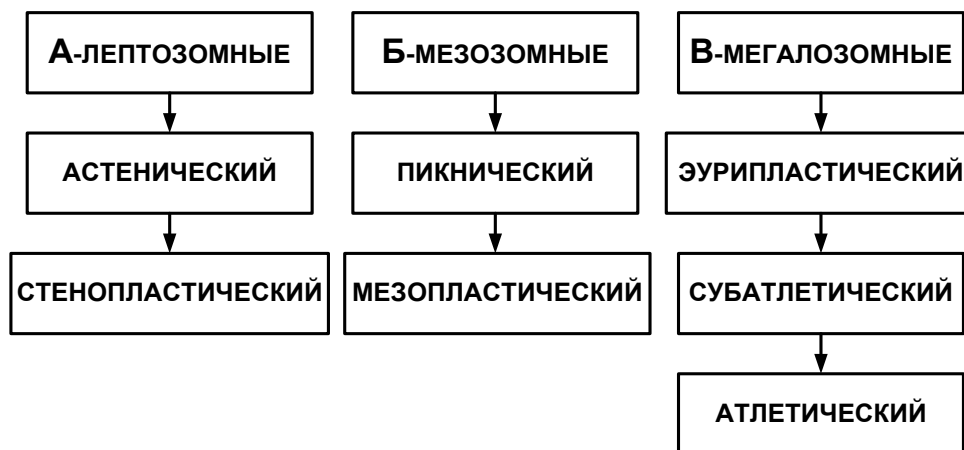 А-ЛЕПТОЗОМНЫЕ
АСТЕНИЧЕСКИЙ
СТЕНОПЛАСТИЧЕСКИЙ
Б-МЕЗОЗОМНЫЕ
ПИКНИЧЕСКИЙ
МЕЗОПЛАСТИЧЕСКИЙ
В-МЕГАЛОЗОМНЫЕ
ЭУРИПЛАСТИЧЕСКИЙ
СУБАТЛЕТИЧЕСКИЙ
АТЛЕТИЧЕСКИЙ